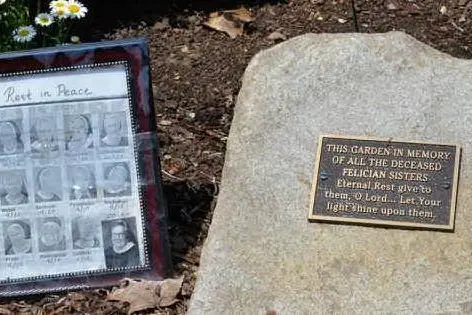 Rest in Peace
THIS GARDEN IN MEMORY
OF ALL THE DECEASED
FELICIAN SISTERS
Eternal Rest give to
them, O Lord... Let Your
light shine upon them.